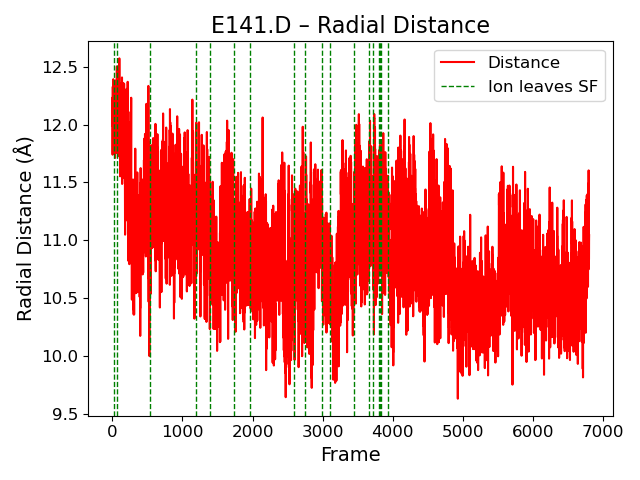 E141.D – Radial Distance
Distance
Ion leaves SF
Radial Distance (Å)
12.5
12.0
11.5
11.0
10.5
10.0
9.5
0 1000 2000 3000 4000 5000 6000 7000
Frame